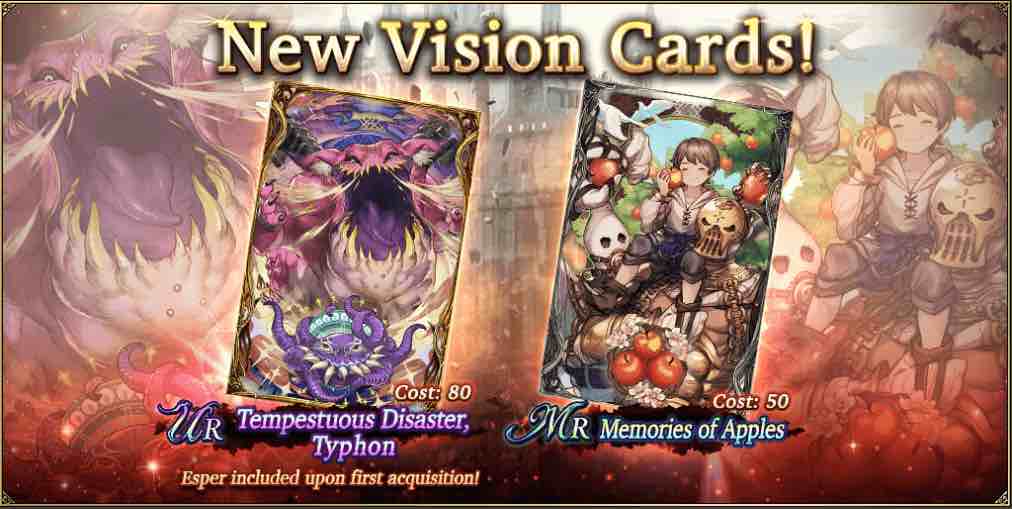 New Vision Cards!
Cost: 80
UR Tempestuous Disaster,
Typhon
Esper included upon first acquisition!
Cost: 50
MR Memories of Apples